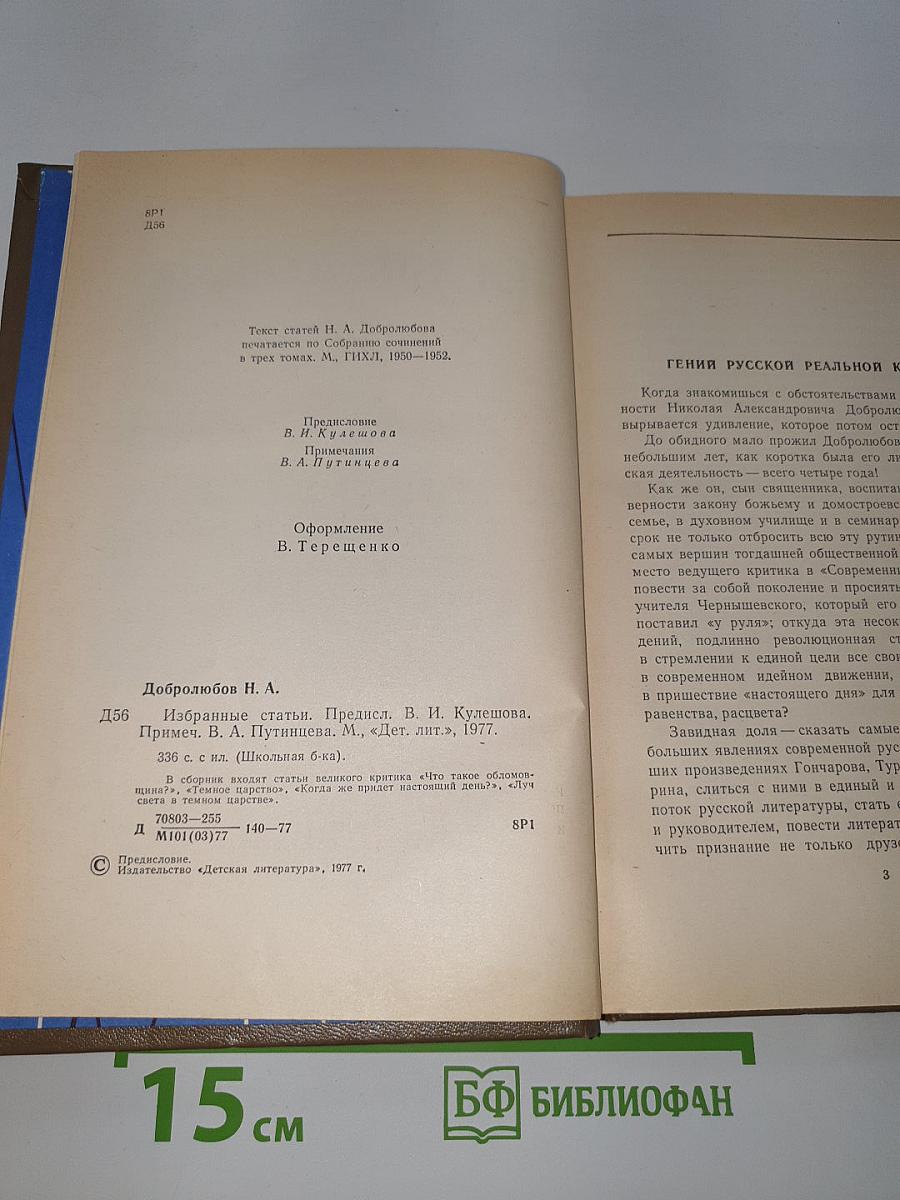 8Р1
Д56
Текст статей Н. А. Добролюбова
печатается по Собранию сочинений
в трех томах. М., ГИХЛ, 1950—1952.
Предисловие
В. И. Кулешова
Примечания
В. А. Путинцева
Оформление
В. Терещенко
Добролюбов Н. А.
Д56 Избранные статьи. Предисл. В. И. Кулешова.
Примеч. В. А. Путинцева. М., «Дет. лит.», 1977.
336 с. с ил. (Школьная б-ка).
В сборник входят статьи великого критика «Что такое обломов-
щина?», «Темное царство», «Когда же придет настоящий день?», «Луч
света в темном царстве».
Д 70803—255
М101(03)77 140—77 8Р1
© Предисловие.
Издательство «Детская литература», 1977 г.
ГЕНИЙ РУССКОЙ РЕАЛЬНОЙ К
Когда знакомишься с обстоятельствами
ности Николая Александровича Добролю
вырывается удивление, которое потом ост
До обидного мало прожил Добролюбов
небольшим лет, как коротка была его ли
ская деятельность — всего четыре года!
Как же он, сын священника, воспитан
верности закону божьему и домостроевс
семье, в духовном училище и в семинар
срок не только отбросить всю эту рутин
самых вершин тогдашней общественной
место ведущего критика в «Современни
повести за собой поколение и просиять
учителя Чернышевского, который его
поставил «у руля»; откуда эта несок
дений, подлинно революционная ст
в стремлении к единой цели все свои
в современном идейном движении,
в пришествие «настоящего дня» для
равенства, расцвета?
Завидная доля — сказать самые
больших явлениях современной рус
ших произведениях Гончарова, Тур
рина, слиться с ними в единый и
поток русской литературы, стать е
и руководителем, повести литерат
чить признание не только друзе
3
15 см
БФ БИБЛИОФАН